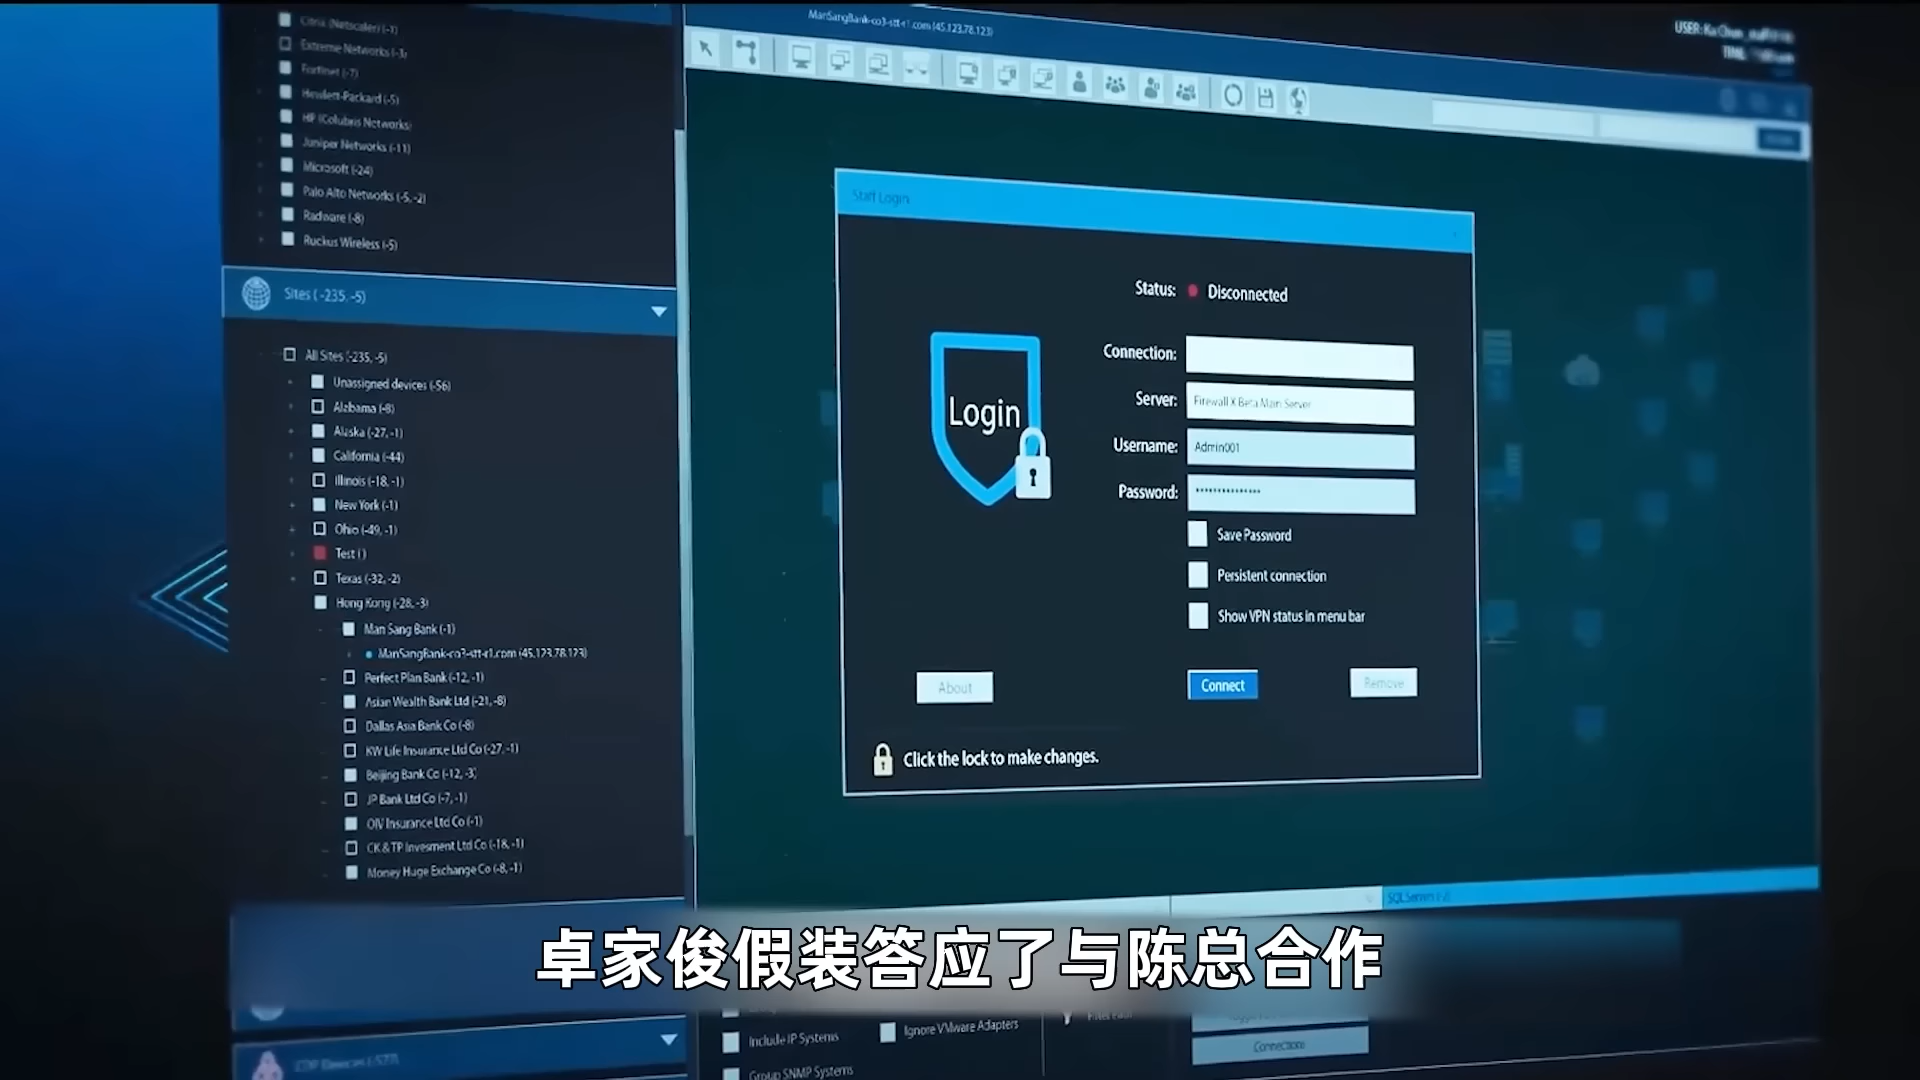 ManSangBank-co3-stt-r1.com (45.123.78.123)
Citrix (Netscaler) (-1)
Extreme Networks (-3)
Fortinet (-7)
Hewlett-Packard (-5)
HP (Colubris Networks)
Juniper Networks (-11)
Microsoft (-24)
Palo Alto Networks (-5, -2)
Radware (-8)
Ruckus Wireless (-5)
Sites (-235, -5)
All Sites (-235, -5)
Unassigned devices (-56)
Alabama (-8)
Alaska (-27, -1)
California (-44)
Illinois (-18, -1)
New York (-1)
Ohio (-49, -1)
Test ()
Texas (-32, -2)
Hong Kong (-28, -3)
Man Sang Bank (-1)
ManSangBank-co3-stt-r1.com (45.123.78.123)
Perfect Plan Bank (-12, -1)
Asian Wealth Bank Ltd (-21, -8)
Dallas Asia Bank Co (-8)
KW Life Insurance Ltd Co (-27, -1)
Beijing Bank Co (-12, -3)
JP Bank Ltd Co (-7, -1)
OIV Insurance Ltd Co (-1)
CK & TP Invesment Ltd Co (-18, -1)
Money Huge Exchange Co (-8, -1)
Staff Login
Status: Disconnected
Login
Connection:
Server: Firewall X Beta Main Server
Username: Admin001
Password: ***************
Save Password
Persistent connection
Show VPN status in menu bar
About
Connect
Remove
Click the lock to make changes.
卓家俊假装答应了与陈总合作
Include IP Systems
Ignore VMware Adapters
Group SNMP Systems
Connections